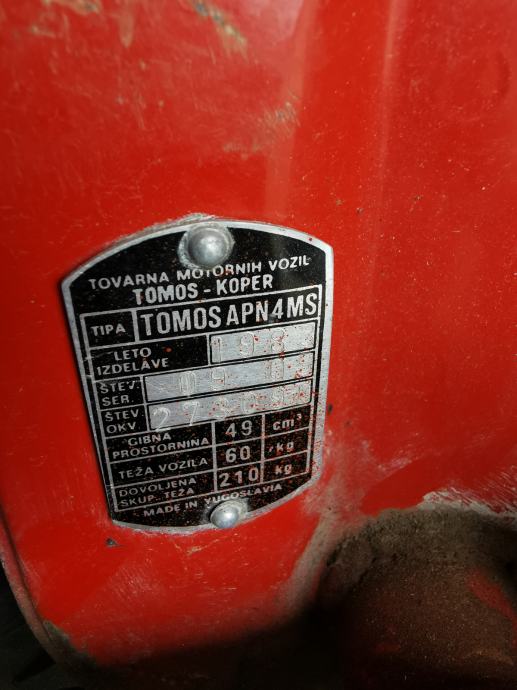 TOVARNA MOTORNIH VOZIL
TOMOS - KOPER
TIPA TOMOS APN4MS
LETO IZDELAVE
ŠTEV. SER.
ŠTEV. OKV.
GIBNA PROSTORNINA 49 cm³
TEŽA VOZILA 60 kg
DOVOLJENA SKUP. TEŽA 210 kg
MADE IN YUGOSLAVIA